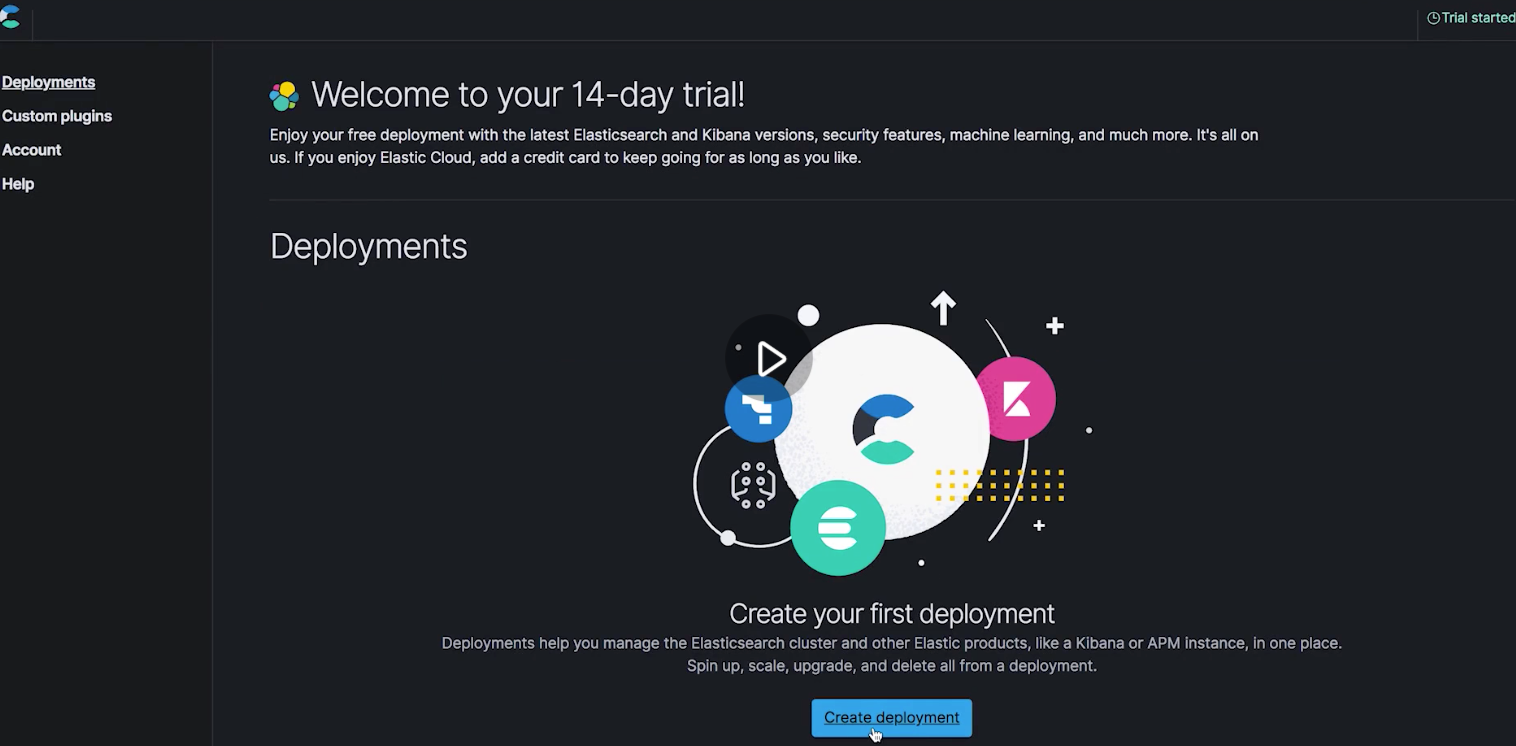 Trial started
Deployments
Custom plugins
Account
Help
Welcome to your 14-day trial!
Enjoy your free deployment with the latest Elasticsearch and Kibana versions, security features, machine learning, and much more. It's all on
us. If you enjoy Elastic Cloud, add a credit card to keep going for as long as you like.
Deployments
Create your first deployment
Deployments help you manage the Elasticsearch cluster and other Elastic products, like a Kibana or APM instance, in one place.
Spin up, scale, upgrade, and delete all from a deployment.
Create deployment